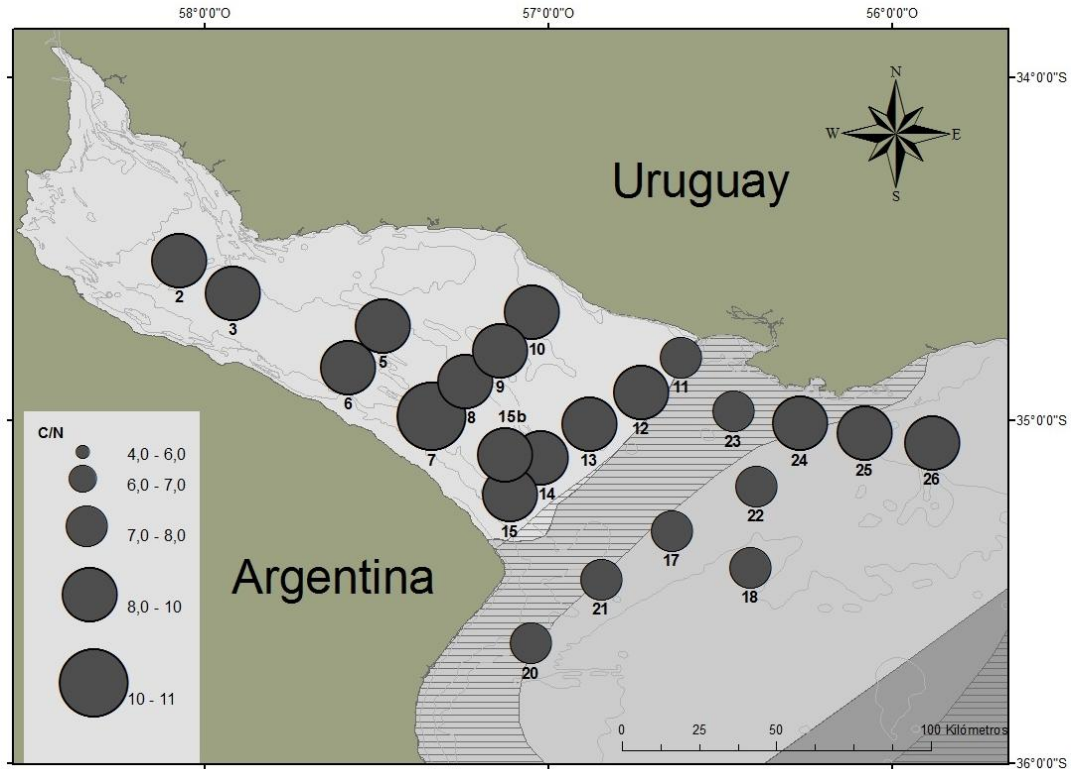 58°0'0"O 57°0'0"O 56°0'0"O
34°0'0"S
N
W E
S
Uruguay
2
3
5
10
9
6
11
8
15b
12
7
13
23
24
25
26
14
22
15
17
Argentina
21
18
20
35°0'0"S
C/N
4,0 - 6,0
6,0 - 7,0
7,0 - 8,0
8,0 - 10
10 - 11
0 25 50 100 Kilómetros
36°0'0"S